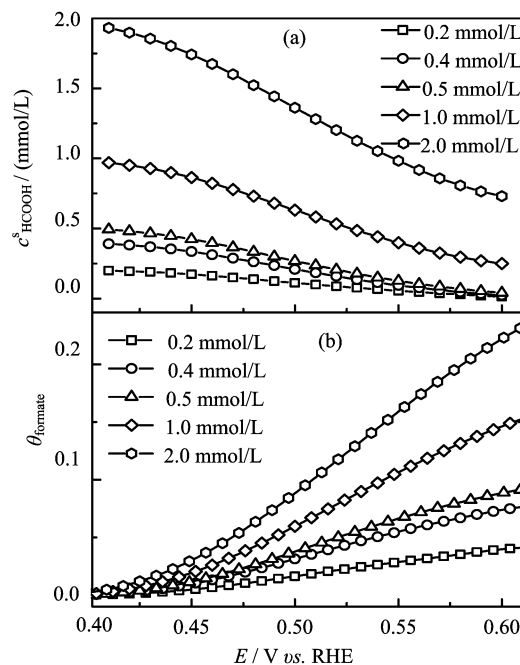 2.0
1.5
1.0
0.5
0.0
c^s_HCOOH / (mmol/L)
(a)
0.2 mmol/L
0.4 mmol/L
0.5 mmol/L
1.0 mmol/L
2.0 mmol/L
0.2
0.1
0.0
θ_formate
(b)
0.2 mmol/L
0.4 mmol/L
0.5 mmol/L
1.0 mmol/L
2.0 mmol/L
0.40 0.45 0.50 0.55 0.60
E / V vs. RHE